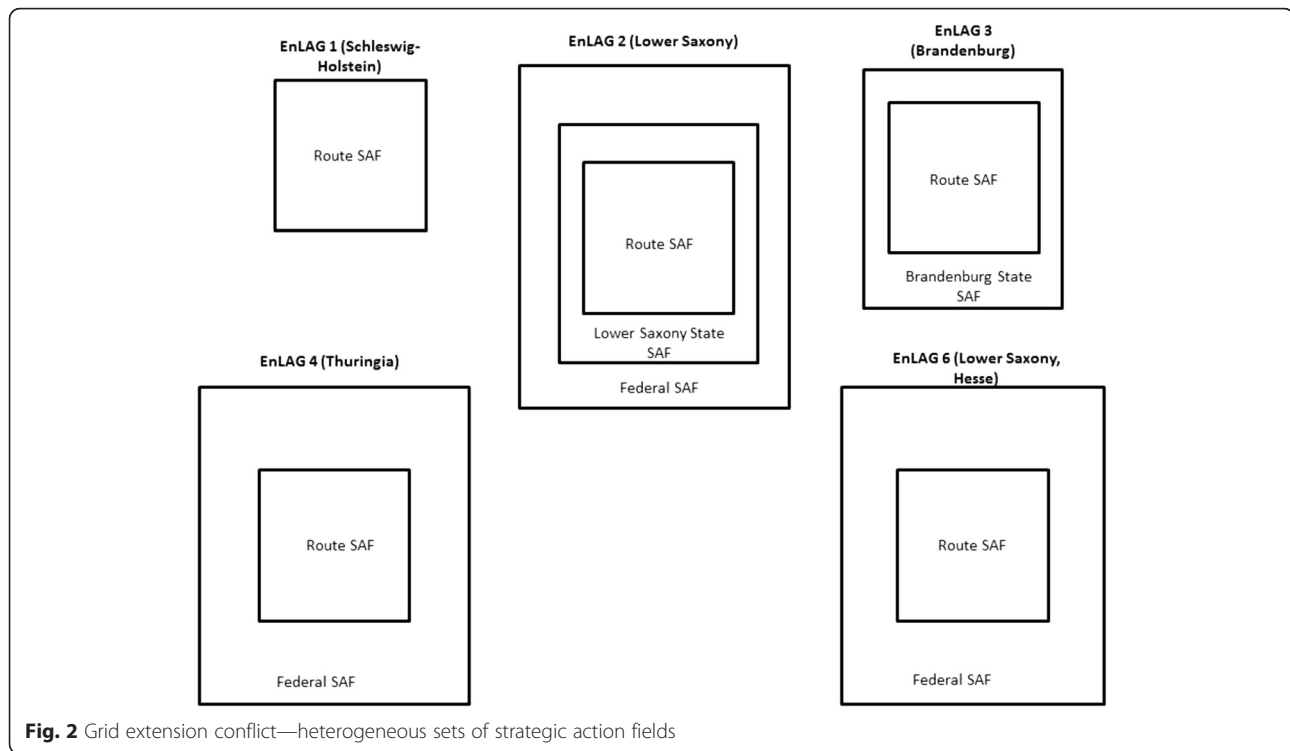 EnLAG 1 (Schleswig-
Holstein)
Route SAF
EnLAG 2 (Lower Saxony)
Route SAF
Lower Saxony State
SAF
Federal SAF
EnLAG 3
(Brandenburg)
Route SAF
Brandenburg State
SAF
EnLAG 4 (Thuringia)
Route SAF
Federal SAF
EnLAG 6 (Lower Saxony,
Hesse)
Route SAF
Federal SAF
Fig. 2 Grid extension conflict—heterogeneous sets of strategic action fields